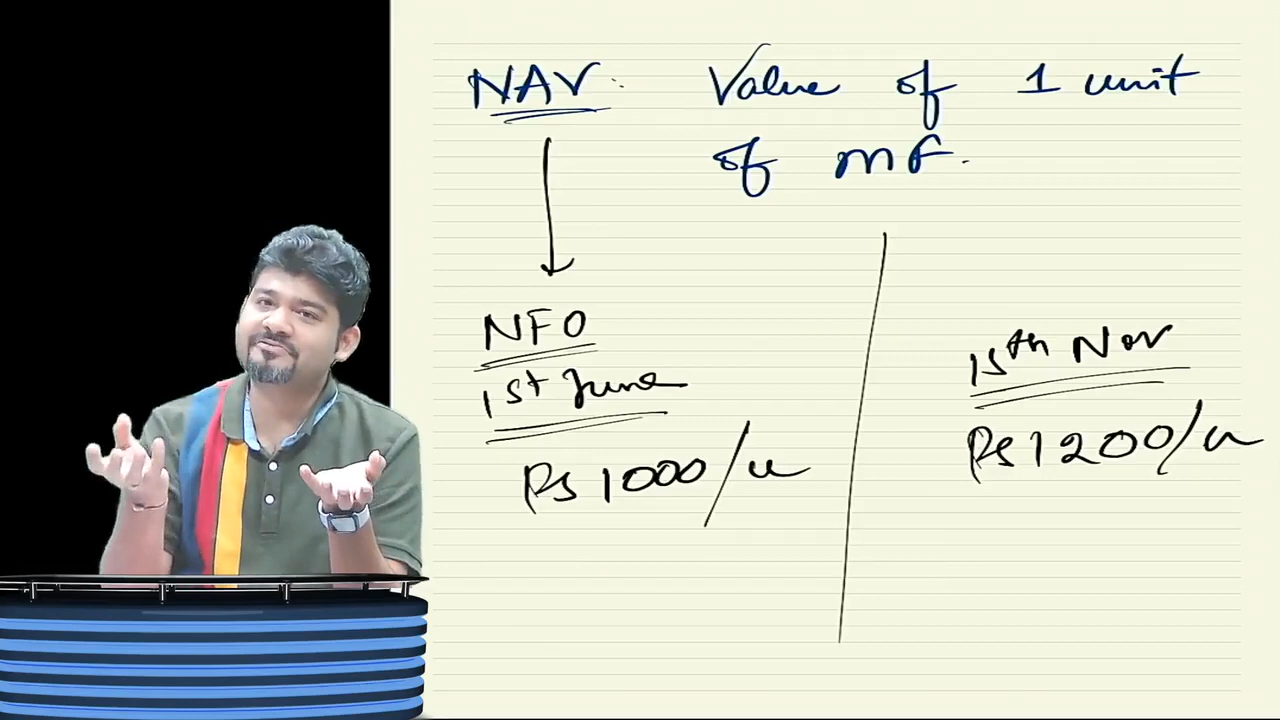 NAV: Value of 1 unit
of MF.
NFO
1st June
Rs 1000/u
15th Nov
Rs 1200/u